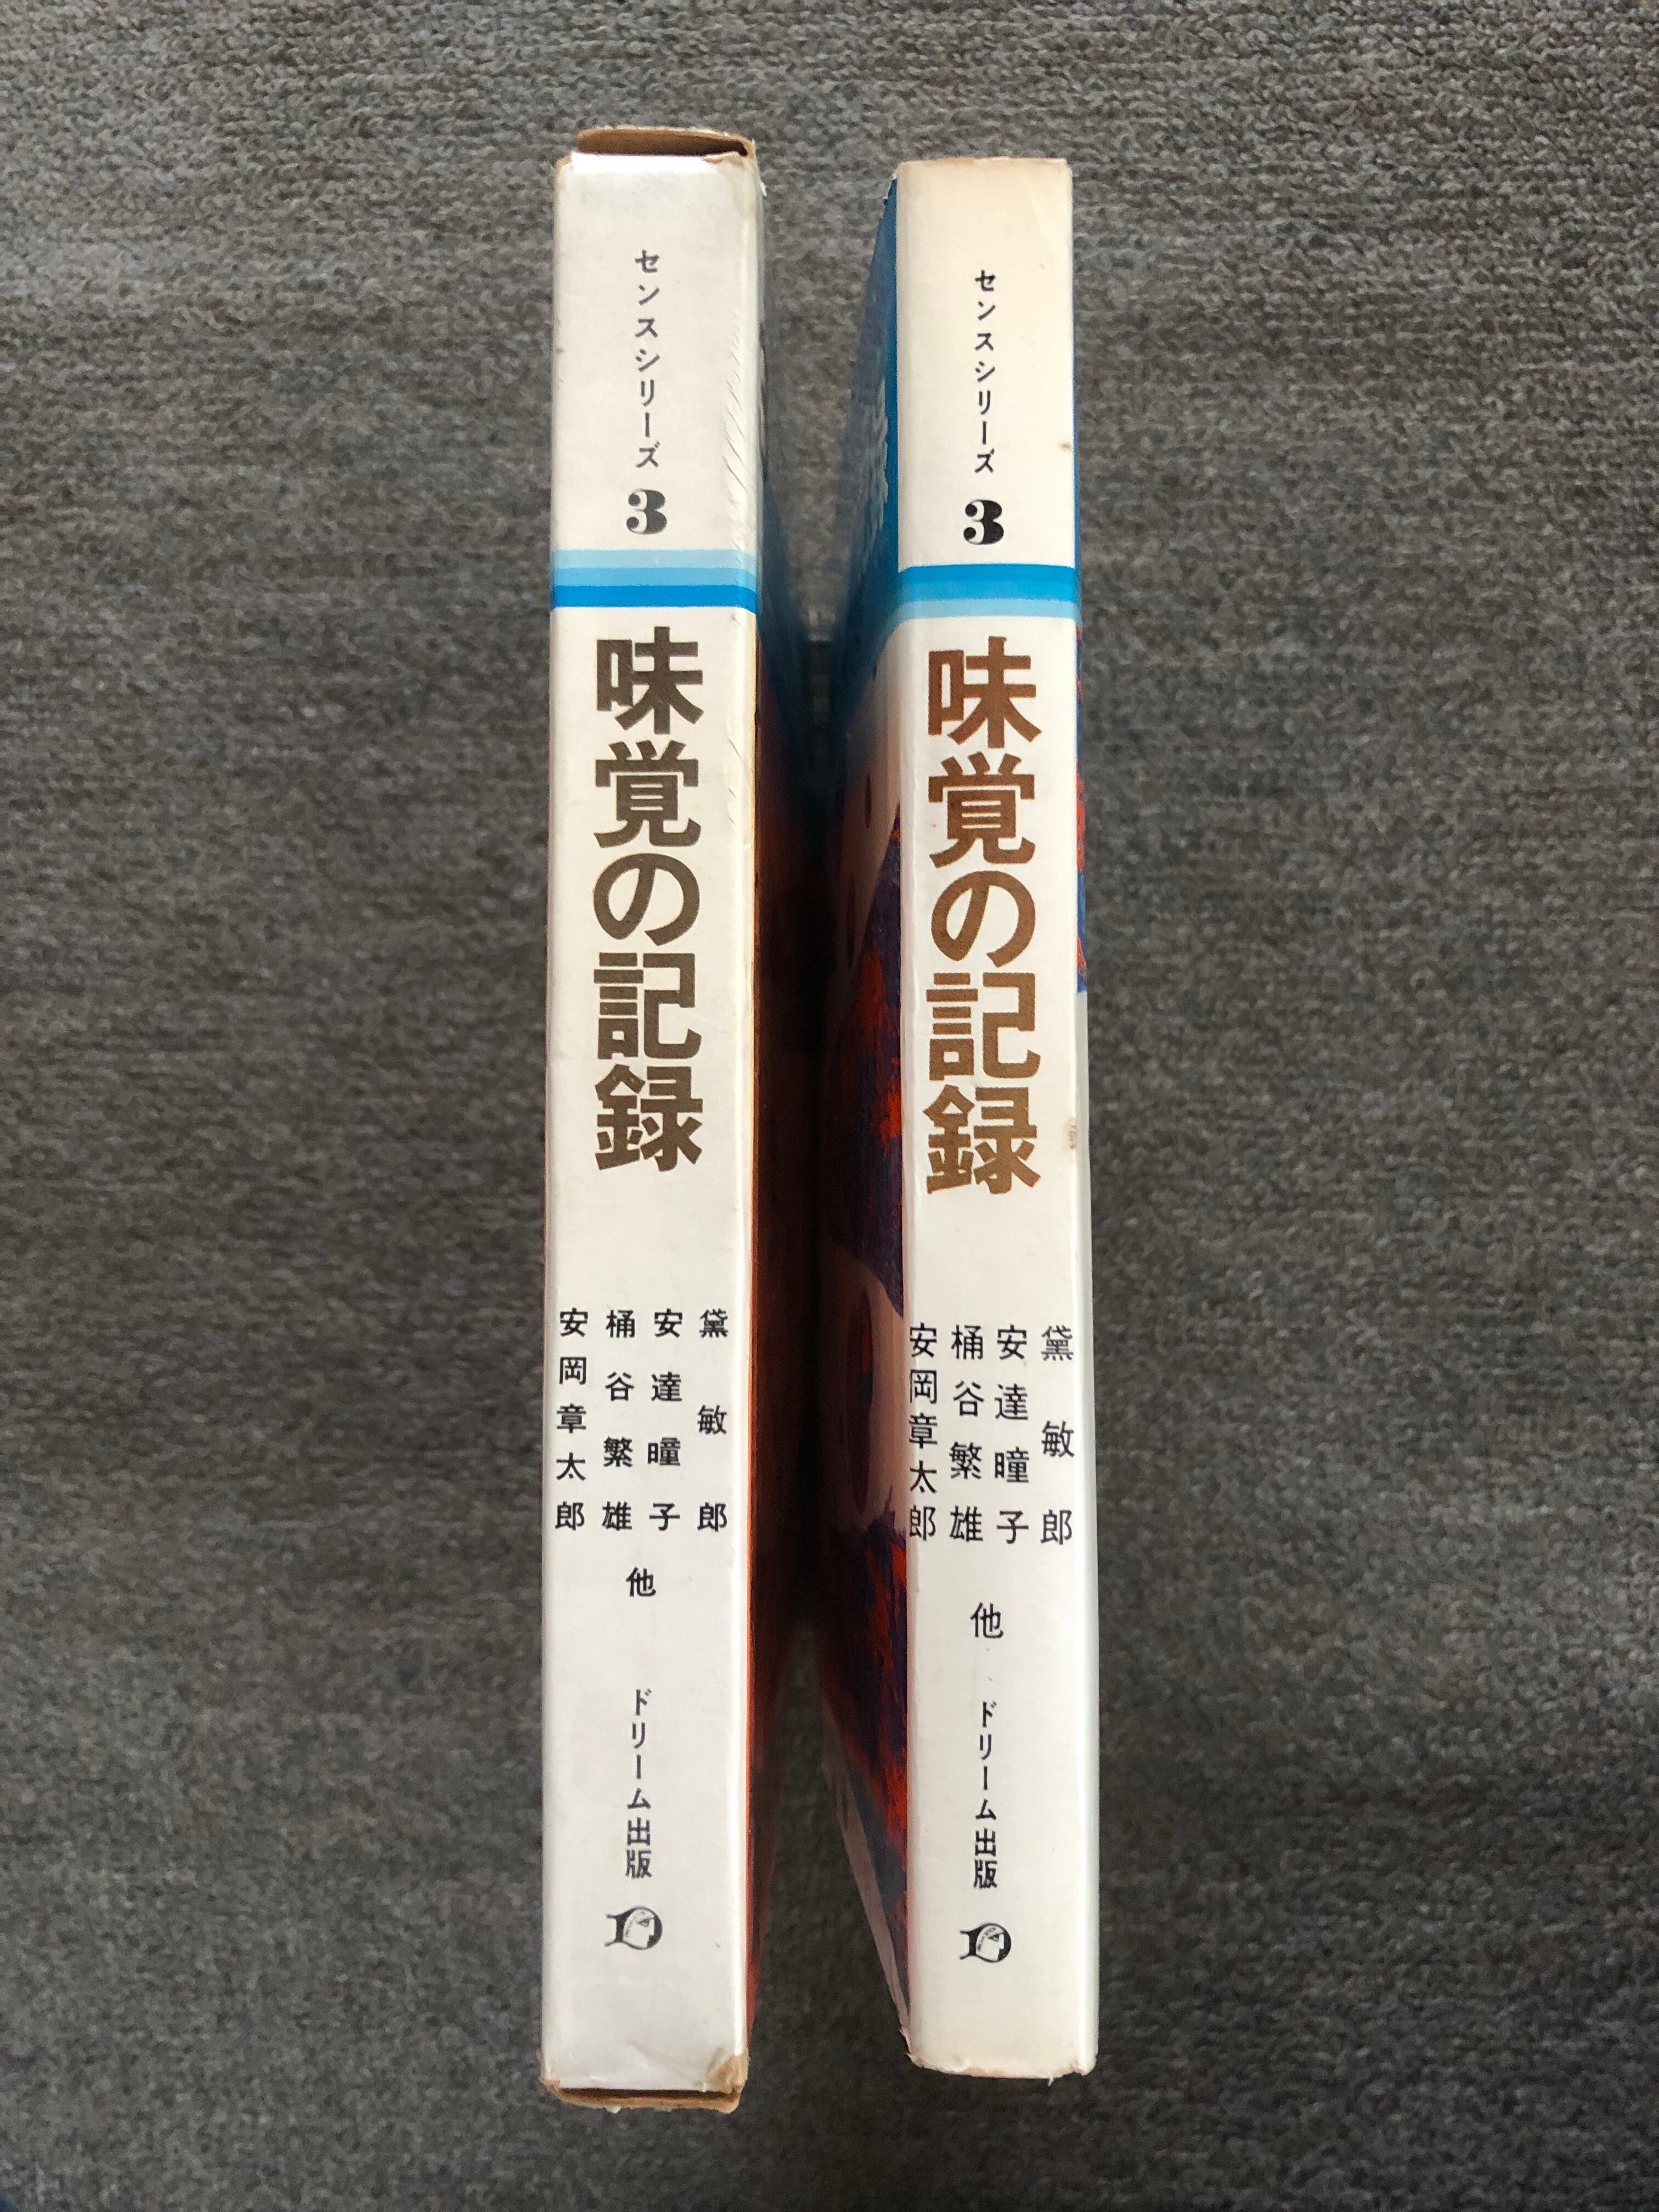 センスシリーズ
3
味覚の記録
黛敏郎
安達瞳子
桶谷繁雄
安岡章太郎
他
ドリーム出版
センスシリーズ
3
味覚の記録
黛敏郎
安達瞳子
桶谷繁雄
安岡章太郎
他
ドリーム出版